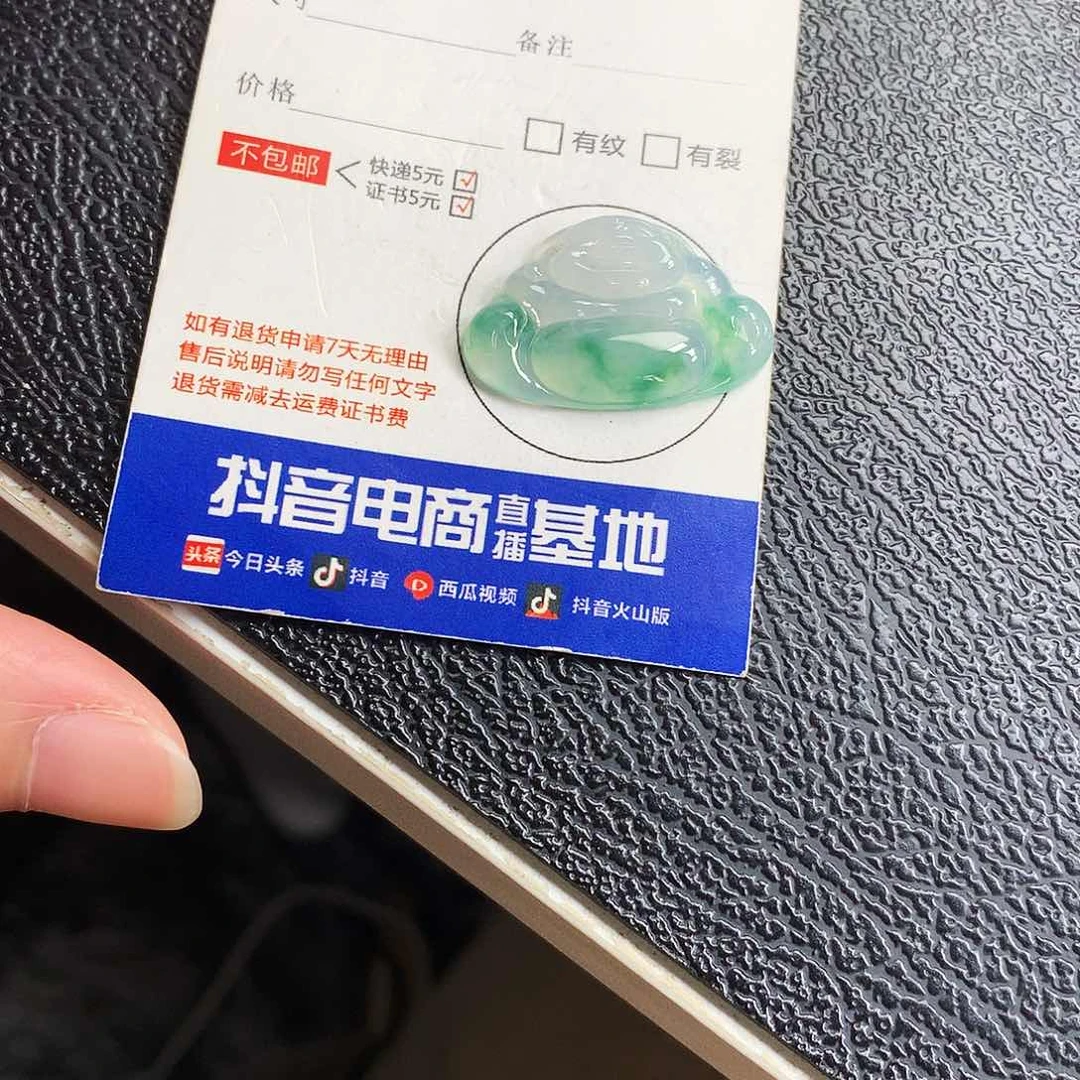 备注
价格
有纹 有裂
不包邮
快递5元
证书5元
如有退货申请7天无理由
售后说明请勿写任何文字
退货需减去运费证书费
抖音电商直播基地
头条 今日头条 抖音 西瓜视频 抖音火山版